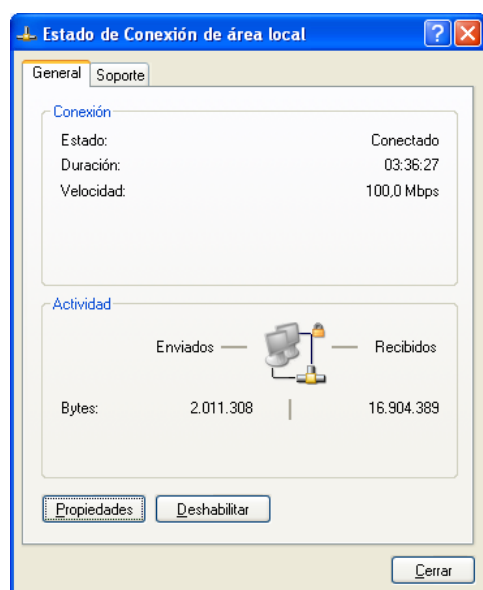 Estado de Conexión de área local
General Soporte
Conexión
Estado: Conectado
Duración: 03:36:27
Velocidad: 100,0 Mbps
Actividad
Enviados Recibidos
Bytes: 2.011.308 16.904.389
Propiedades Deshabilitar
Cerrar